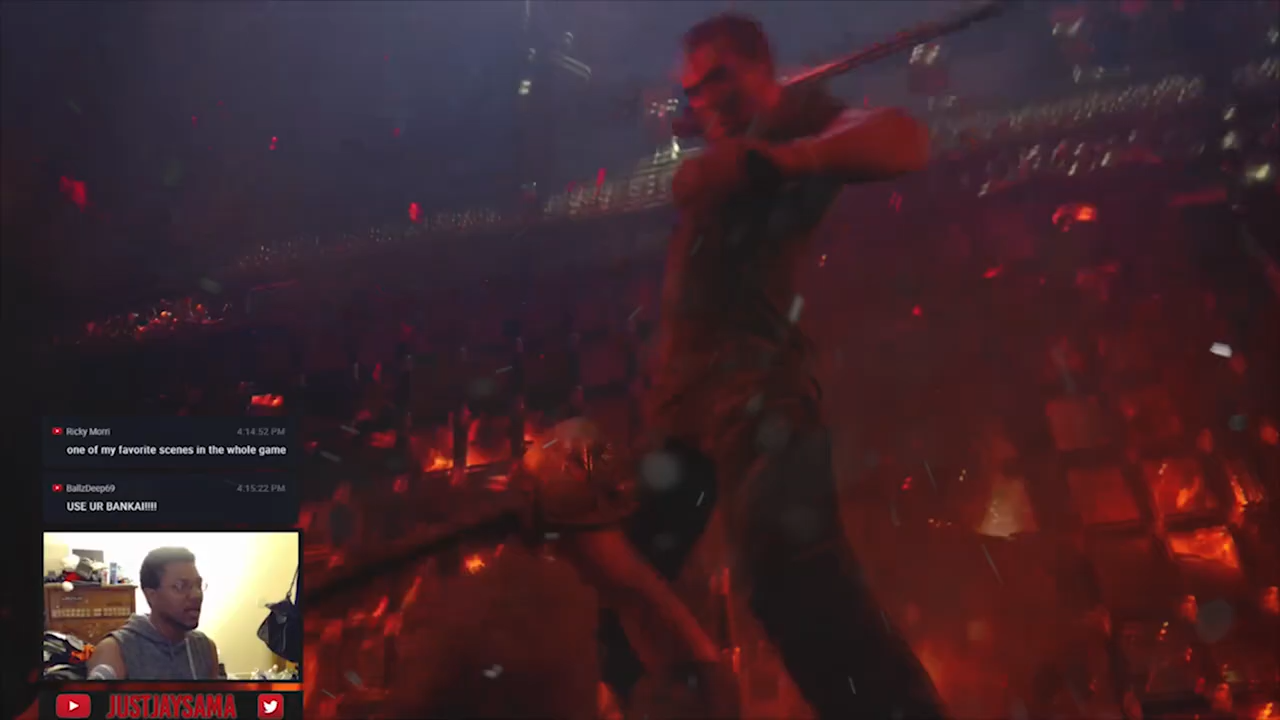 Ricky Morri 4:14:52 PM
one of my favorite scenes in the whole game
BallzDeep69 4:15:22 PM
USE UR BANKAI!!!!
JUSTJAYSAMA